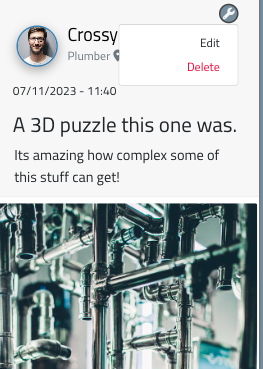 Crossy
Edit
Plumber
Delete
07/11/2023 - 11:40
A 3D puzzle this one was.
Its amazing how complex some of
this stuff can get!